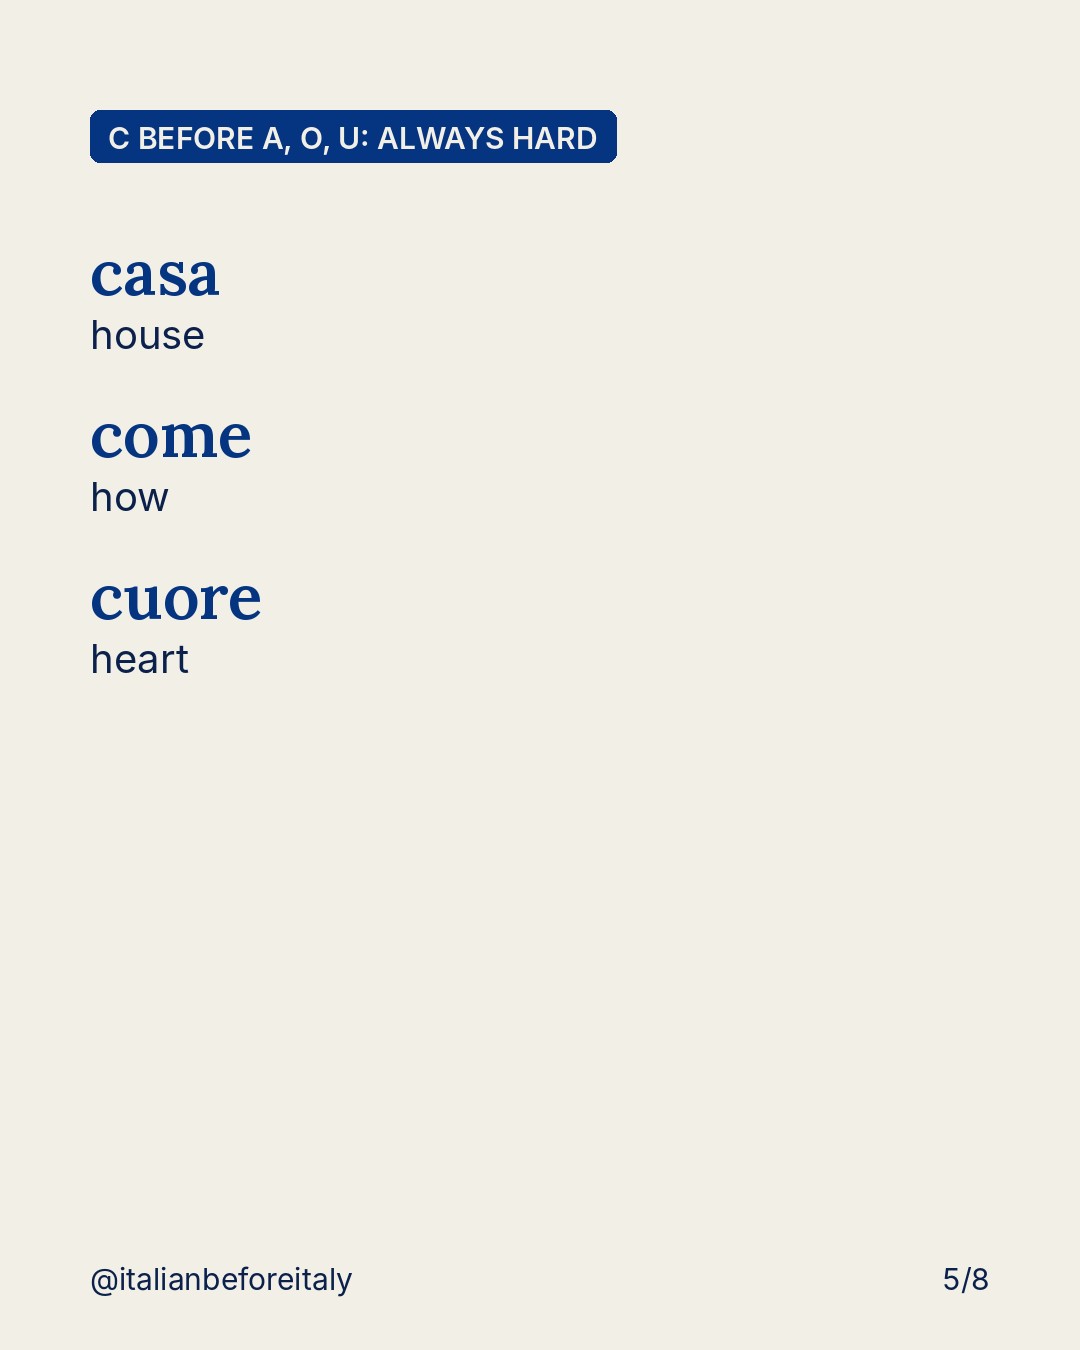 C BEFORE A, O, U: ALWAYS HARD
casa
house
come
how
cuore
heart
@italianbeforeitaly
5/8